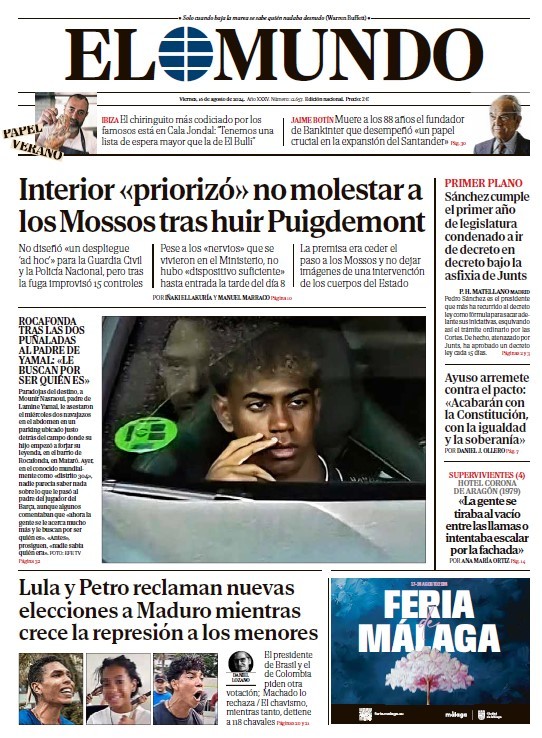 • Solo cuando baja la marea se sabe quién nadaba desnudo (Warren Buffett) •
EL MUNDO
Viernes, 16 de agosto de 2024. Año XXXV. Número: Edición nacional. Precio: 2 €
PAPEL
VERANO
IBIZA El chiringuito más codiciado por los
famosos está en Cala Jondal: "Tenemos una
lista de espera mayor que la de El Bulli"
JAIME BOTÍN Muere a los 88 años el fundador
de Bankinter que desempeñó «un papel
crucial en la expansión del Santander» Pág. 30
Interior «priorizó» no molestar a
los Mossos tras huir Puigdemont
No diseñó «un despliegue
'ad hoc'» para la Guardia Civil
y la Policía Nacional, pero tras
la fuga improvisó 15 controles
Pese a los «nervios» que se
vivieron en el Ministerio, no
hubo «dispositivo suficiente»
hasta entrada la tarde del día 8
La premisa era ceder el
paso a los Mossos y no dejar
imágenes de una intervención
de los cuerpos del Estado
POR IÑAKI ELLAKURÍA Y MANUEL MARRACO Página 10
PRIMER PLANO
Sánchez cumple
el primer año
de legislatura
condenado a ir
de decreto en
decreto bajo la
asfixia de Junts
P. H. MATELLANO MADRID
Pedro Sánchez es el presidente
que más ha recurrido al decreto
ley como fórmula para sacar ade-
lante sus iniciativas, esquivando
así el trámite ordinario por las
Cortes. De hecho, atenazado por
Junts, ha aprobado un decreto
ley cada 15 días. Páginas 2 y 3
Ayuso arremete
contra el pacto:
«Acabarán con
la Constitución,
con la igualdad
y la soberanía»
POR DANIEL J. OLLERO Pág. 7
SUPERVIVIENTES (4)
HOTEL CORONA
DE ARAGÓN (1979)
«La gente se
tiraba al vacío
entre las llamas o
intentaba escalar
por la fachada»
POR ANA MARÍA ORTIZ Pág. 14
ROCAFONDA
TRAS LAS DOS
PUÑALADAS
AL PADRE DE
YAMAL: «LE
BUSCAN POR
SER QUIÉN ES»
Paradojas del destino, a
Mounir Nasraoui, padre de
Lamine Yamal, le asestaron
el miércoles dos navajazos
en el abdomen en un
parking ubicado justo
detrás del campo donde su
hijo empezó a forjar su
leyenda, en el barrio de
Rocafonda, en Mataró. Ayer,
en el conocido mundial-
mente como «distrito 304»,
nadie parecía saber nada
sobre lo que le pasó al
padre del jugador del
Barça, aunque algunos
comentaban que «ahora la
gente se le acerca mucho
más y le buscan por ser
quién es». «Antes»,
prosiguen, «nadie sabía
quién era». FOTO: EFE TV
Página 32
Lula y Petro reclaman nuevas
elecciones a Maduro mientras
crece la represión a los menores
DANIEL
LOZANO
El presidente
de Brasil y el
de Colombia
piden otra
votación; Machado lo
rechaza / El chavismo,
mientras tanto, detiene
a 118 chavales Páginas 20 y 21
FERIA
de
MÁLAGA
feria.malaga.eu
málaga
Ciudad
de Málaga